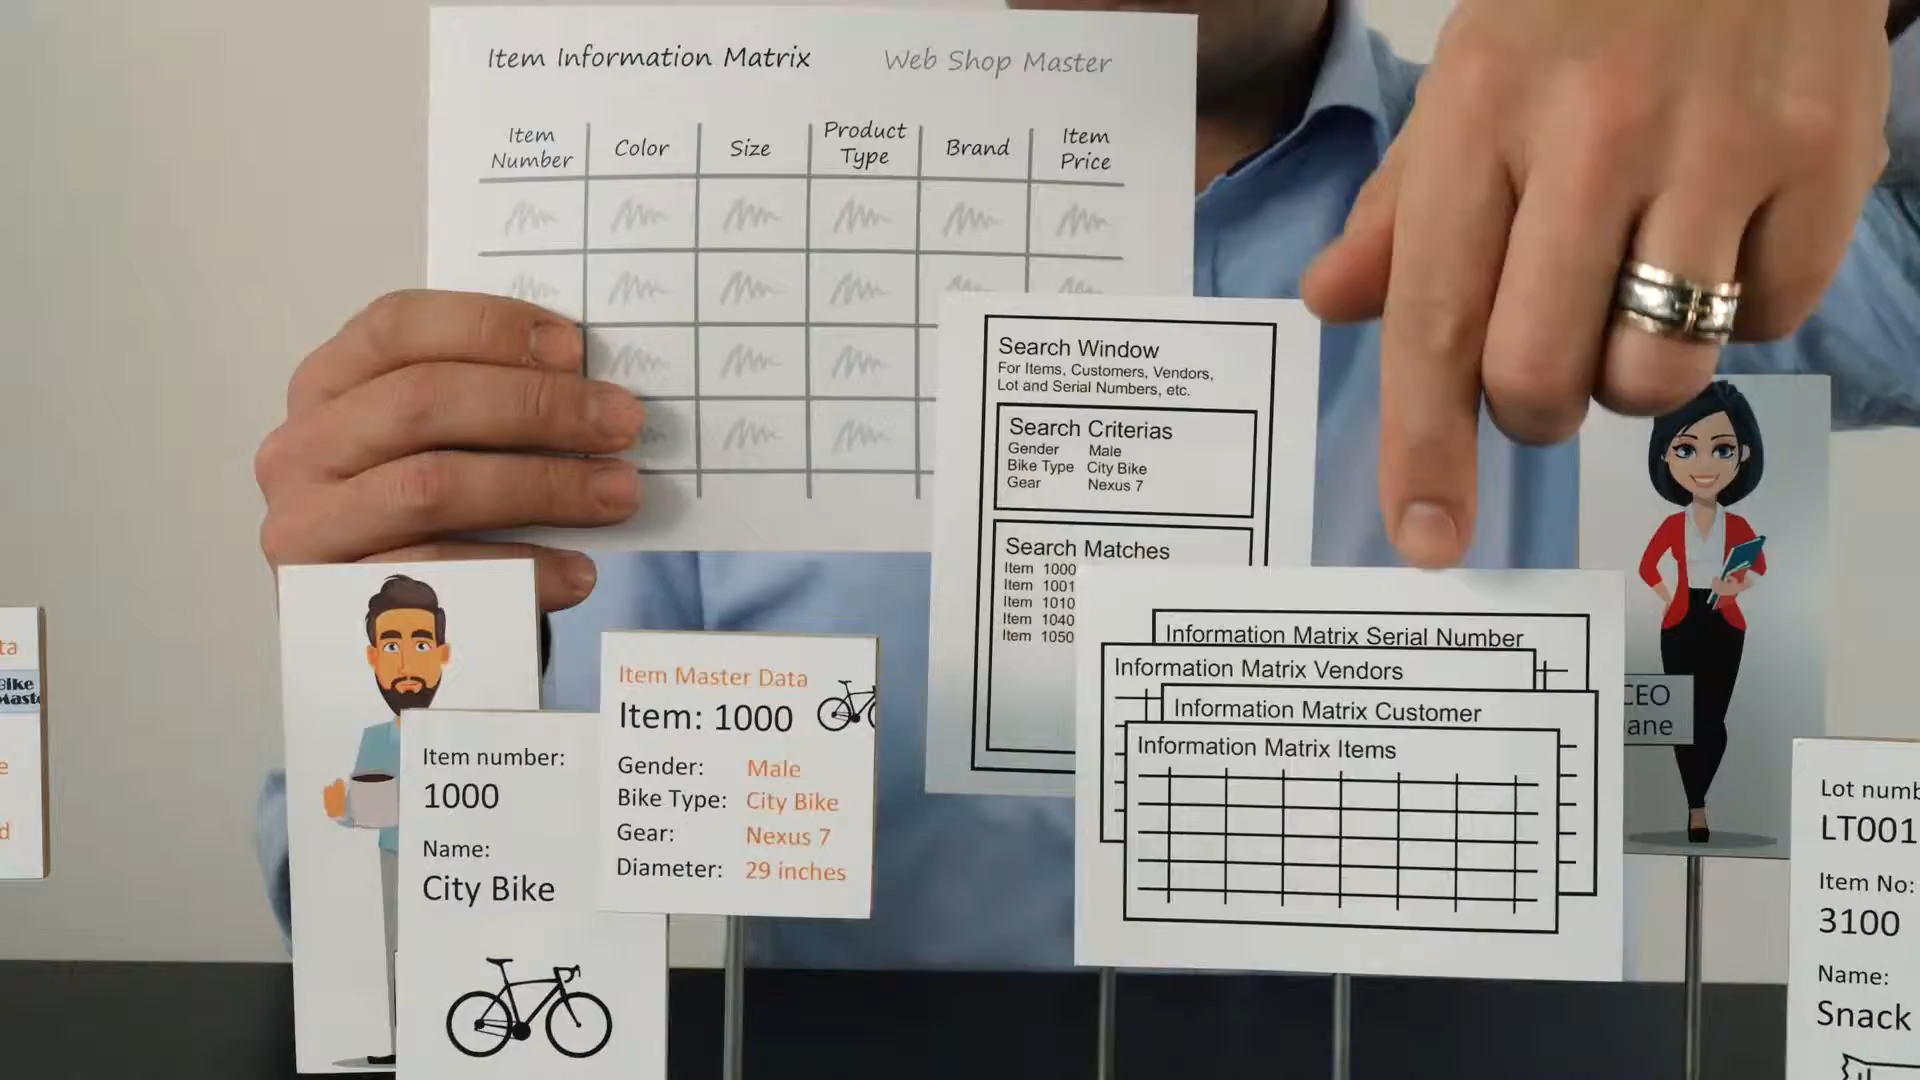 Item Information Matrix
Web Shop Master
Item Number
Color
Size
Product Type
Brand
Item Price
Search Window
For Items, Customers, Vendors,
Lot and Serial Numbers, etc.
Search Criterias
Gender Male
Bike Type City Bike
Gear Nexus 7
Search Matches
Item 1000
Item 1001
Item 1010
Item 1040
Item 1050
Information Matrix Serial Number
Information Matrix Vendors
Information Matrix Customer
Information Matrix Items
Item number:
1000
Name:
City Bike
Item Master Data
Item: 1000
Gender: Male
Bike Type: City Bike
Gear: Nexus 7
Diameter: 29 inches
CEO
Lot numb
LT001
Item No:
3100
Name:
Snack